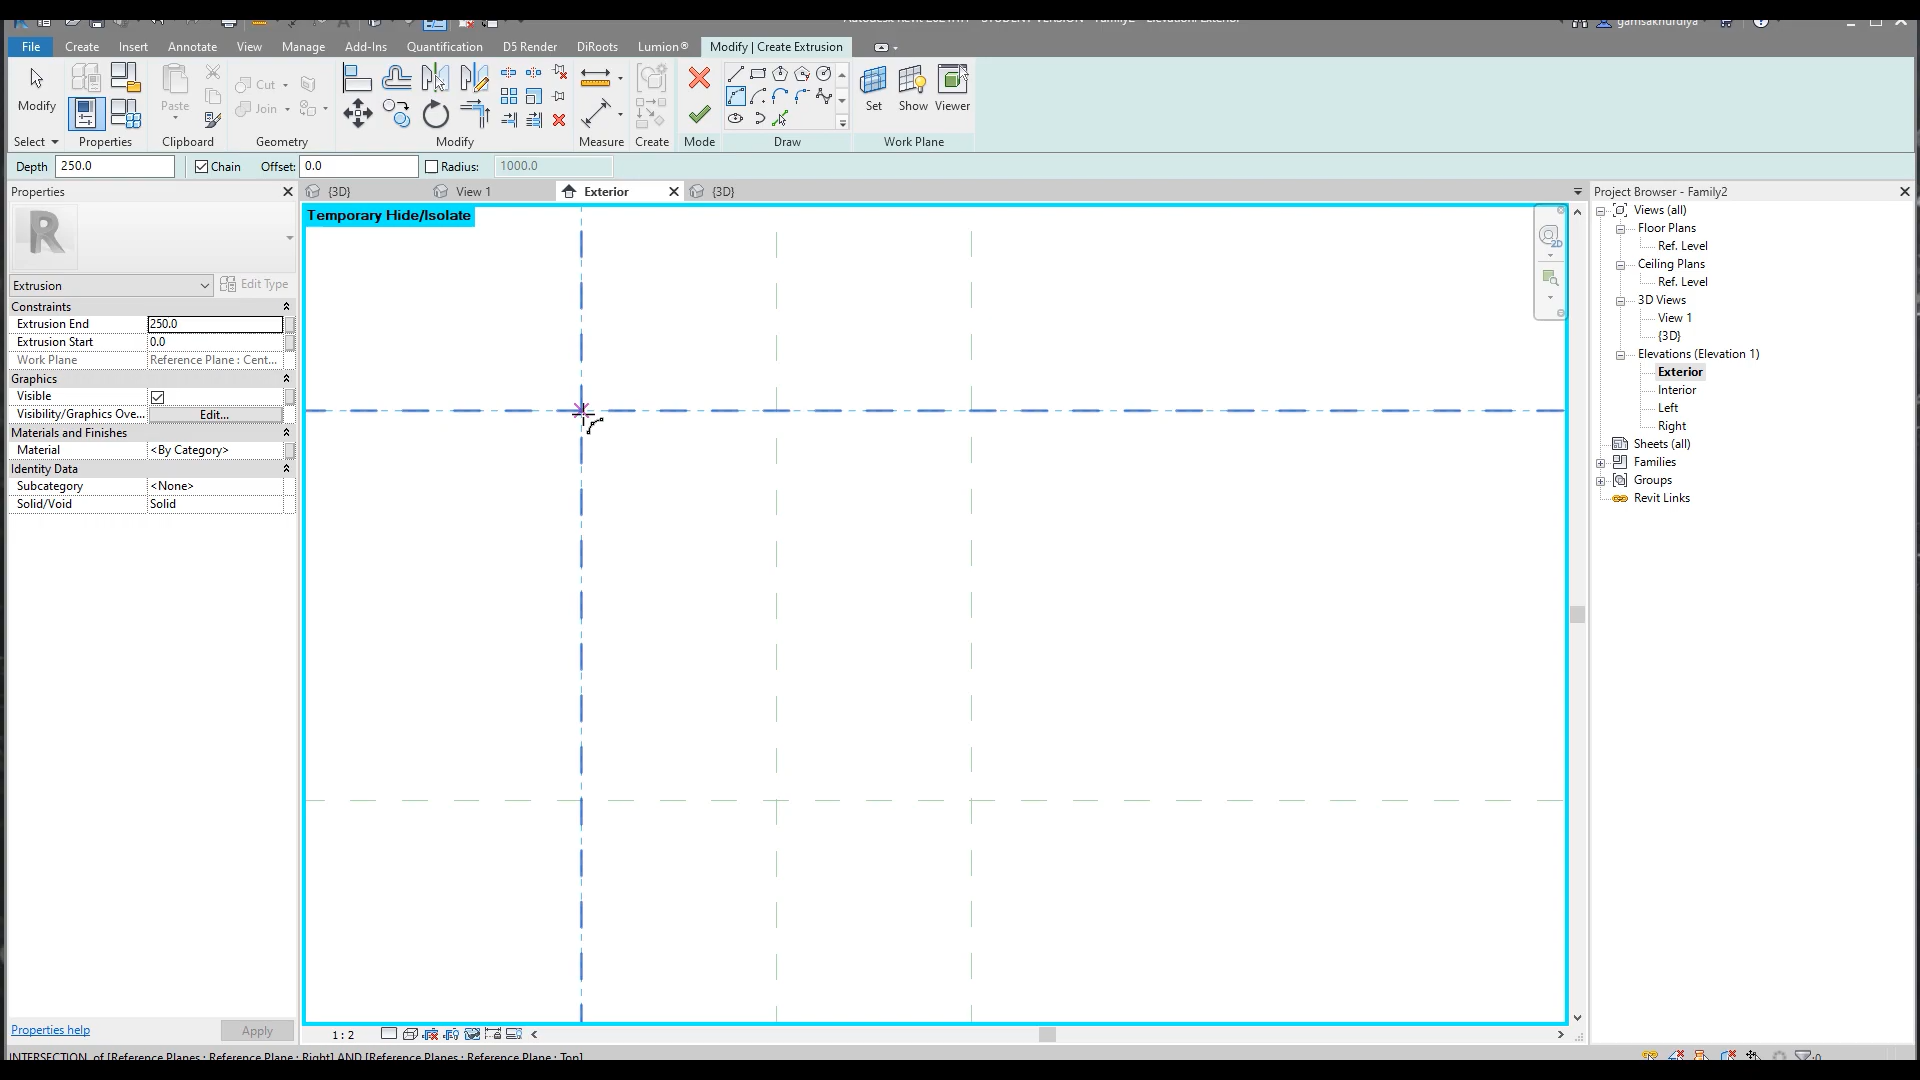 garnsakhurdiya
File Create Insert Annotate View Manage Add-Ins Quantification D5 Render DiRoots Lumion® Modify | Create Extrusion
Modify Paste Cut Join Set Show Viewer
Select Properties Clipboard Geometry Modify Measure Create Mode Draw Work Plane
Depth 250.0 Chain Offset: 0.0 Radius: 1000.0
Properties
{3D} View 1 Exterior {3D}
Project Browser - Family2
Temporary Hide/Isolate
R
2D
Extrusion Edit Type
Constraints
Extrusion End 250.0
Extrusion Start 0.0
Work Plane Reference Plane : Cent...
Graphics
Visible
Visibility/Graphics Ove... Edit...
Materials and Finishes
Material <By Category>
Identity Data
Subcategory <None>
Solid/Void Solid
Views (all)
Floor Plans
Ref. Level
Ceiling Plans
Ref. Level
3D Views
View 1
{3D}
Elevations (Elevation 1)
Exterior
Interior
Left
Right
Sheets (all)
Families
Groups
Revit Links
Properties help Apply
1 : 2
INTERSECTION of [Reference Planes : Reference Plane : Right] AND [Reference Planes : Reference Plane : Top]
:0